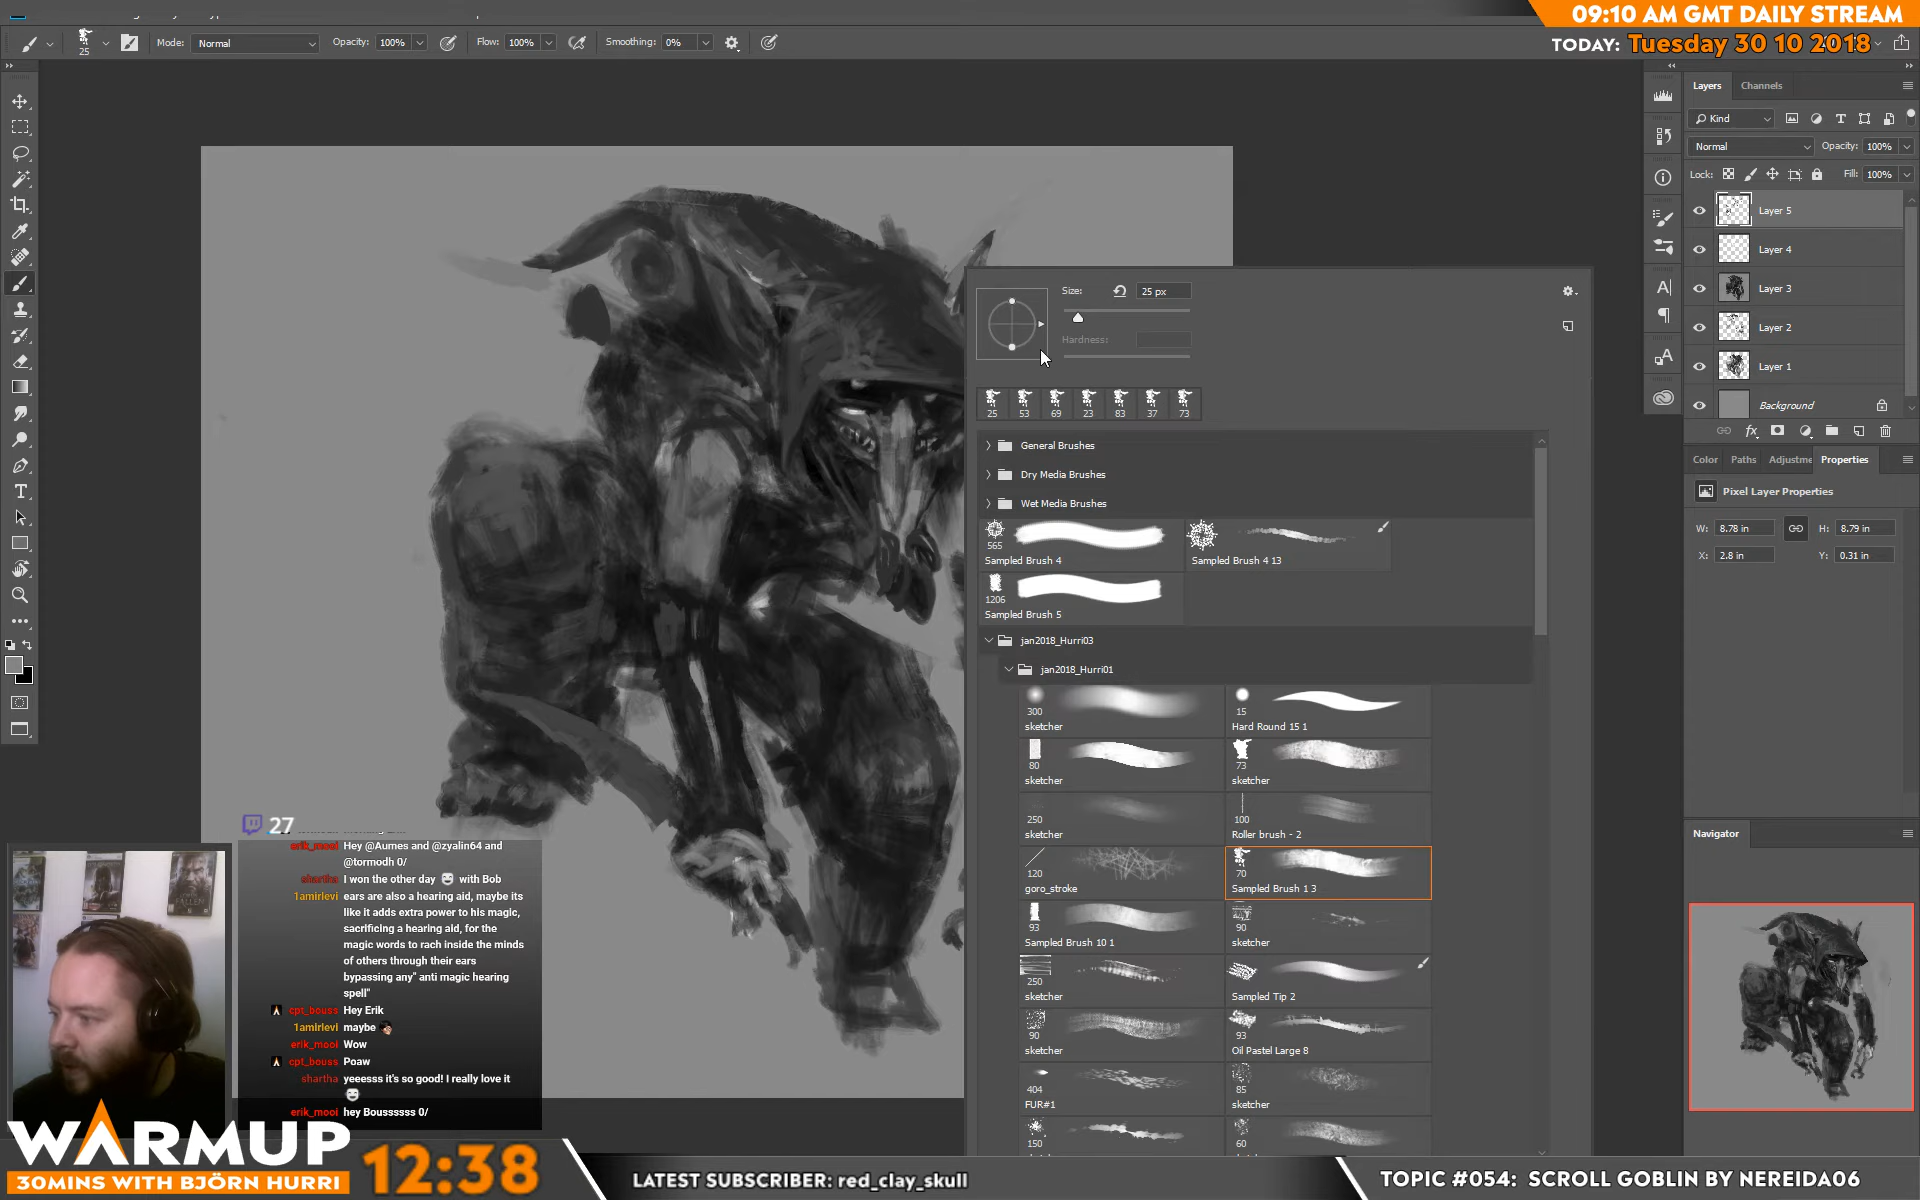 09:10 AM GMT DAILY STREAM
TODAY: Tuesday 30 10 2018
25
Mode: Normal
Opacity: 100%
Flow: 100%
Smoothing: 0%
Layers
Channels
Kind
Normal
Opacity: 100%
Lock:
Fill: 100%
Layer 5
Layer 4
Layer 3
Layer 2
Layer 1
Background
Color
Paths
Adjustme
Properties
Pixel Layer Properties
W: 8.78 in
H: 8.79 in
X: 2.8 in
Y: 0.31 in
Navigator
Size:
25 px
Hardness:
25 53 69 23 83 37 73
General Brushes
Dry Media Brushes
Wet Media Brushes
565
Sampled Brush 4
Sampled Brush 4 13
1206
Sampled Brush 5
jan2018_Hurri03
jan2018_Hurri01
300
sketcher
15
Hard Round 15 1
80
sketcher
73
sketcher
250
sketcher
100
Roller brush - 2
120
goro_stroke
70
Sampled Brush 1 3
93
Sampled Brush 10 1
90
sketcher
250
sketcher
Sampled Tip 2
90
sketcher
93
Oil Pastel Large 8
404
FUR#1
85
sketcher
150
60
27
erik_mooi Hey @Aumes and @zyalin64 and
@tormodh 0/
shartha I won the other day with Bob
1amirlevi ears are also a hearing aid, maybe its
like it adds extra power to his magic,
sacrificing a hearing aid, for the
magic words to rach inside the minds
of others through their ears
bypassing any" anti magic hearing
spell"
cpt_bouss Hey Erik
1amirlevi maybe
erik_mooi Wow
cpt_bouss Poaw
shartha yeeesss it's so good! I really love it
erik_mooi hey Boussssss 0/
WARMUP
30MINS WITH BJÖRN HURRI
12:38
LATEST SUBSCRIBER: red_clay_skull
TOPIC #054: SCROLL GOBLIN BY NEREIDA06